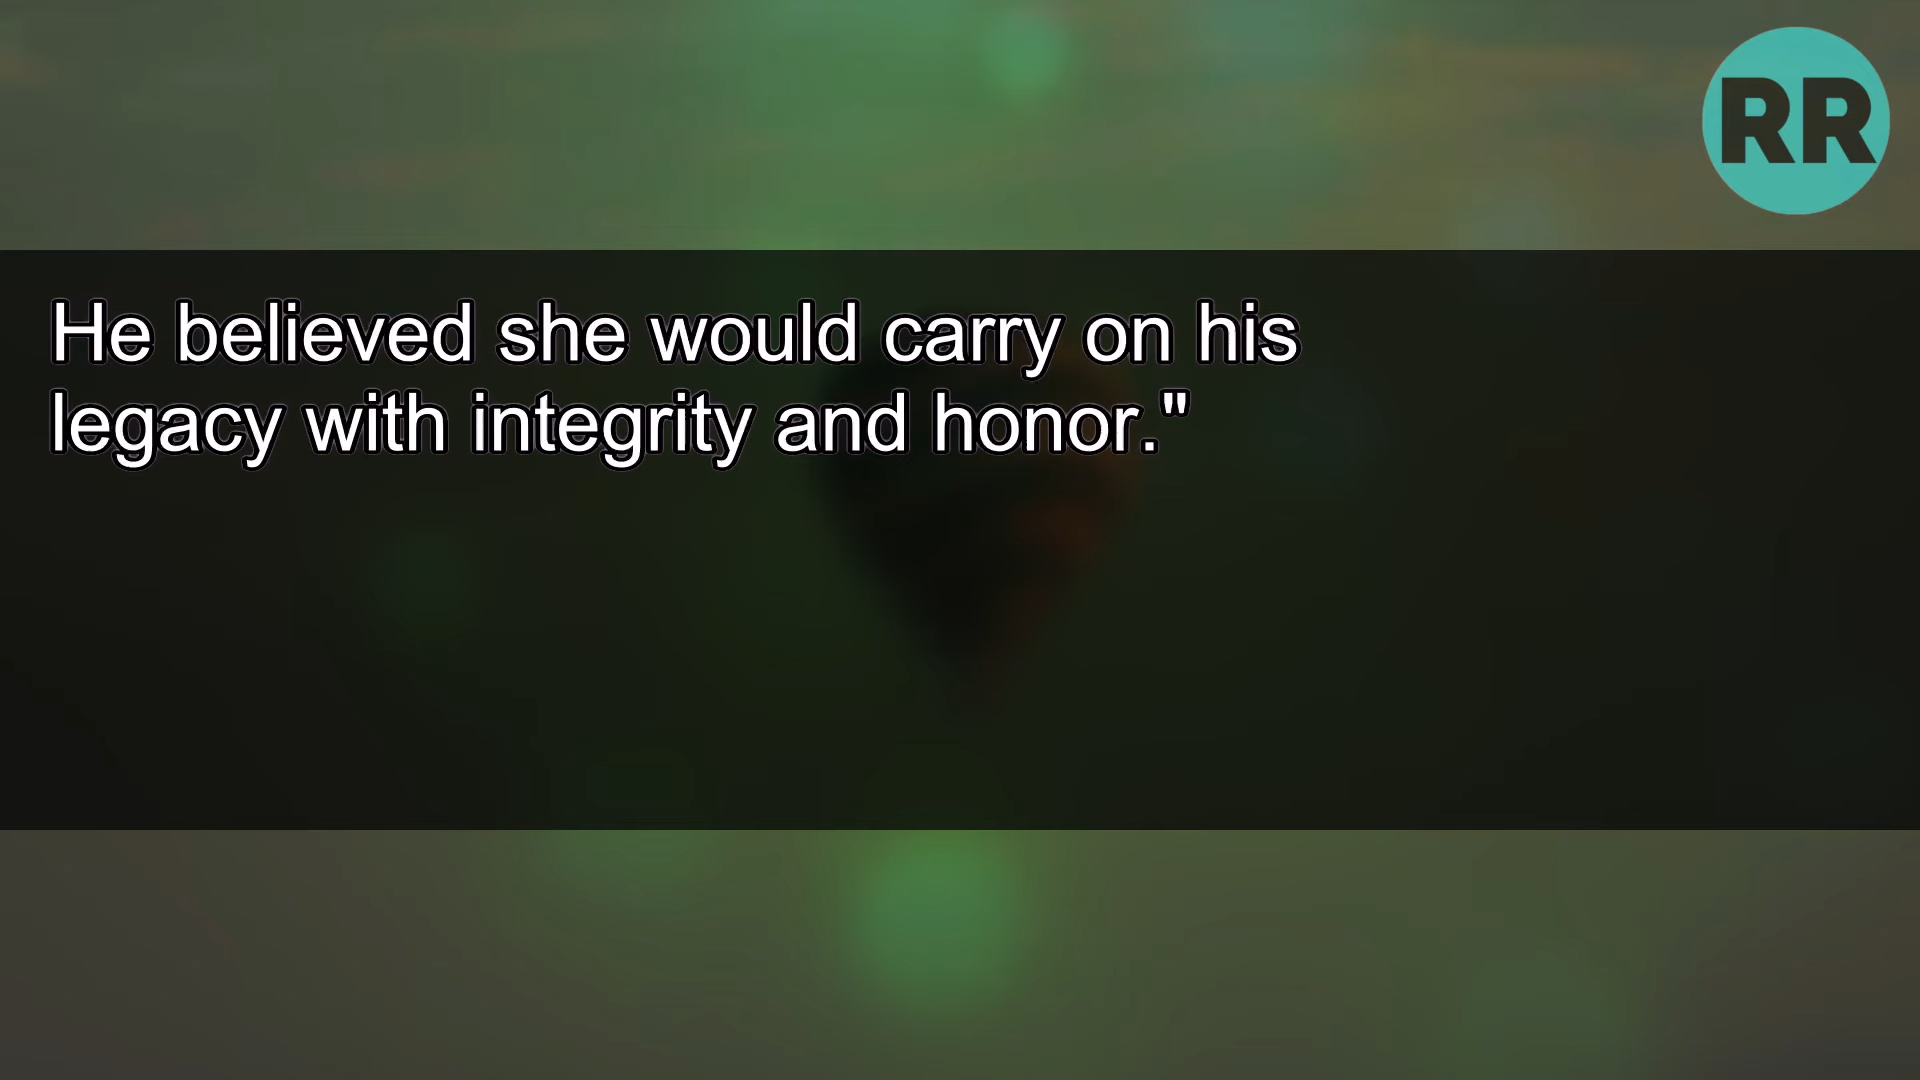 RR
He believed she would carry on his
legacy with integrity and honor."